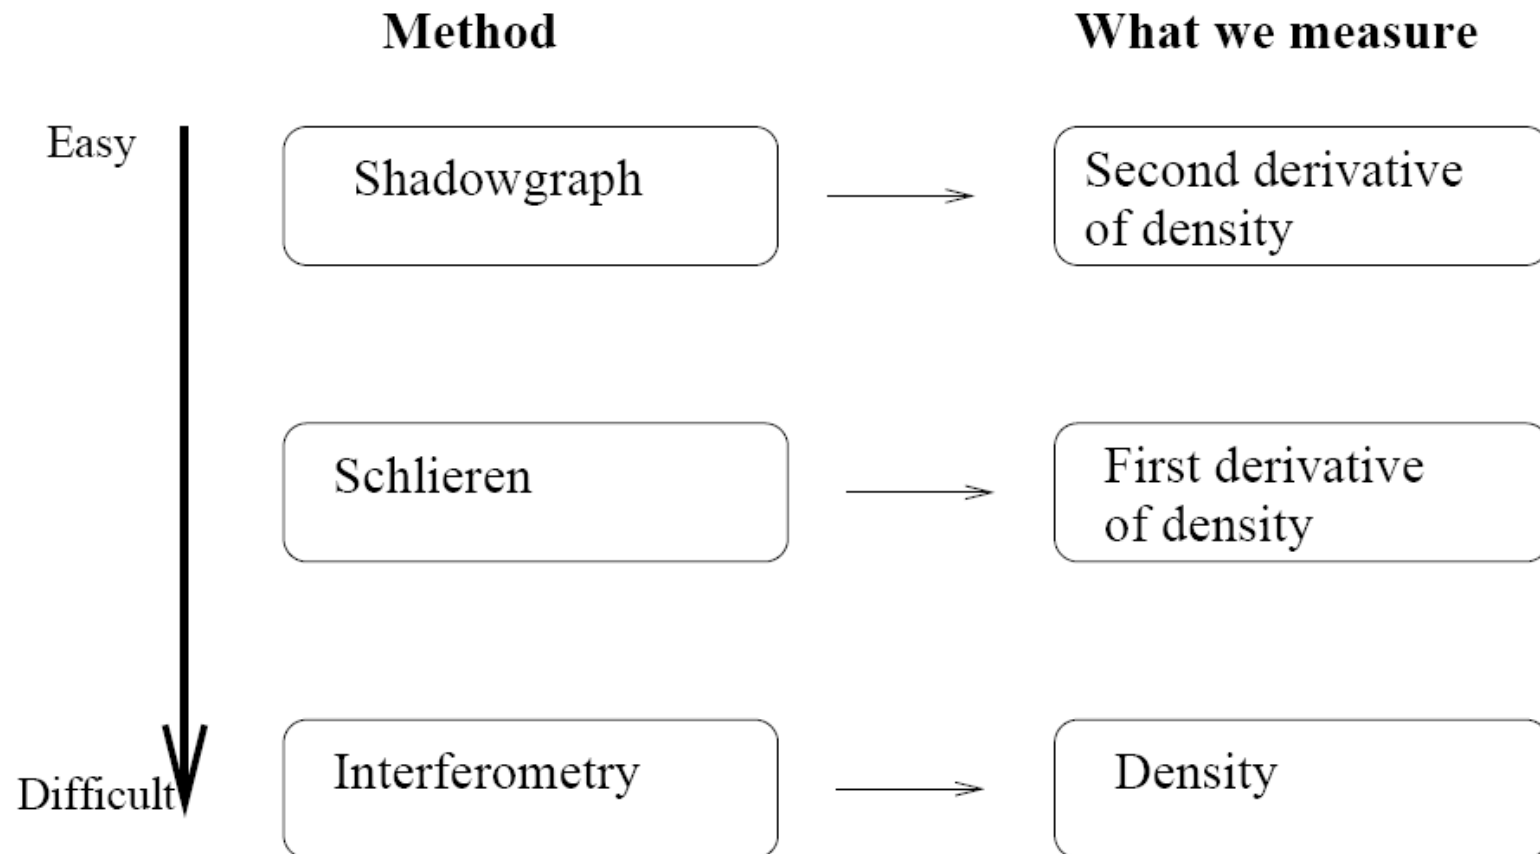 Method
What we measure
Easy
Shadowgraph
Second derivative
of density
Schlieren
First derivative
of density
Difficult
Interferometry
Density